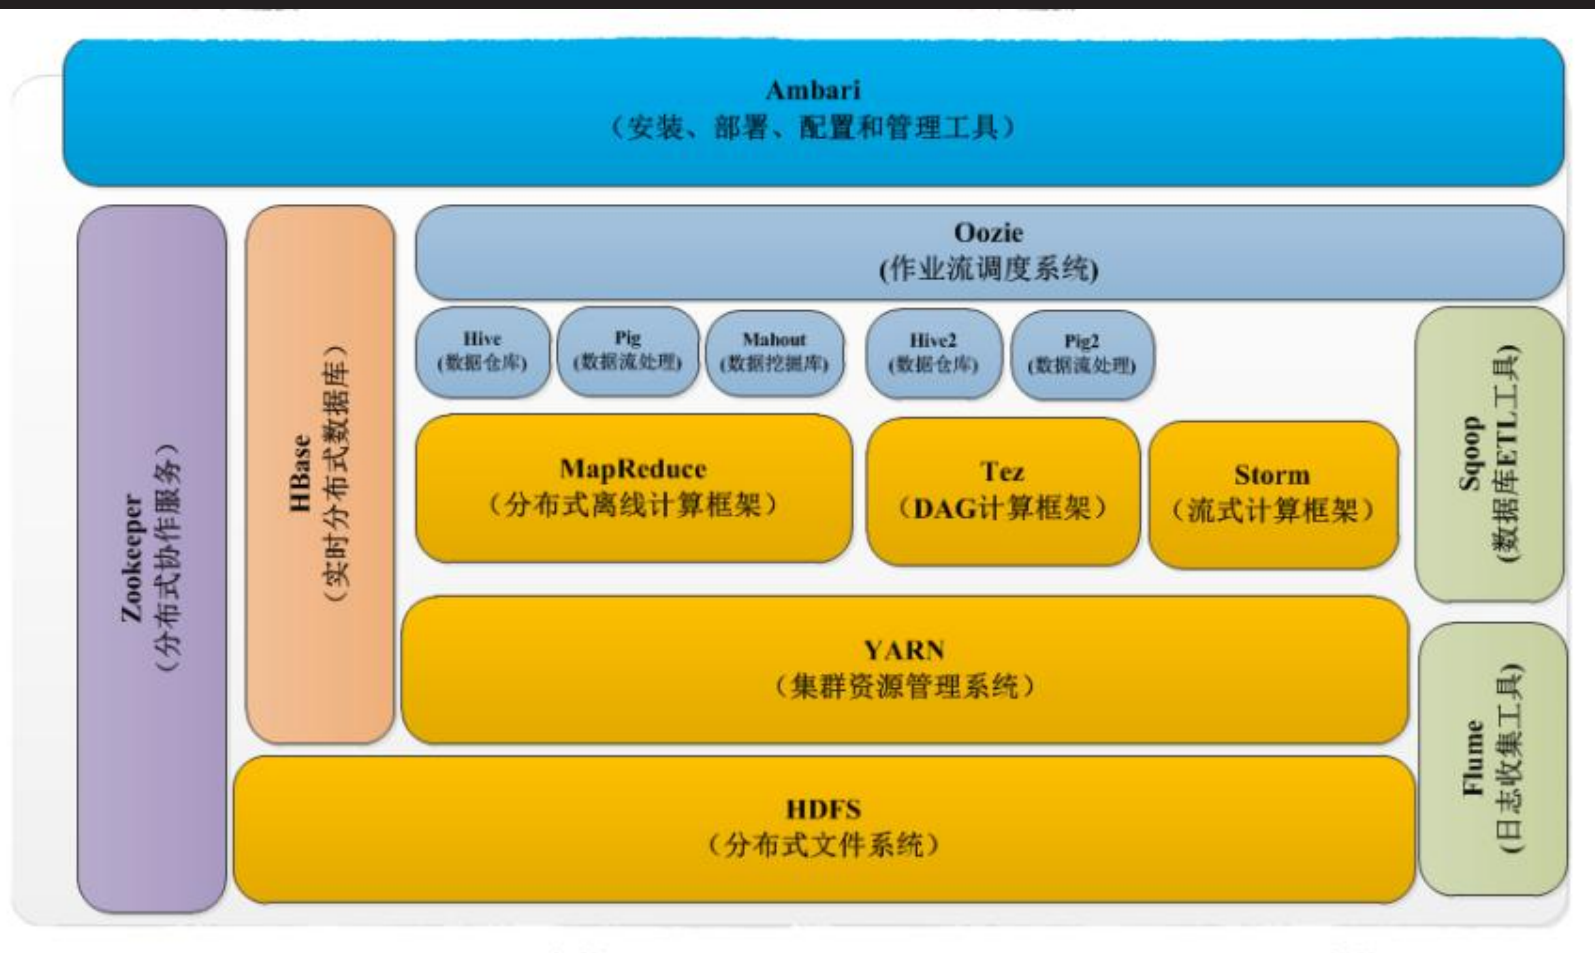 Ambari
（安装、部署、配置和管理工具）
Zookeeper
（分布式协作服务）
HBase
（实时分布式数据库）
Oozie
(作业流调度系统)
Hive
(数据仓库)
Pig
(数据流处理)
Mahout
(数据挖掘库)
Hive2
(数据仓库)
Pig2
(数据流处理)
MapReduce
（分布式离线计算框架）
Tez
（DAG计算框架）
Storm
（流式计算框架）
Sqoop
(数据库ETL工具)
YARN
（集群资源管理系统）
Flume
(日志收集工具)
HDFS
（分布式文件系统）